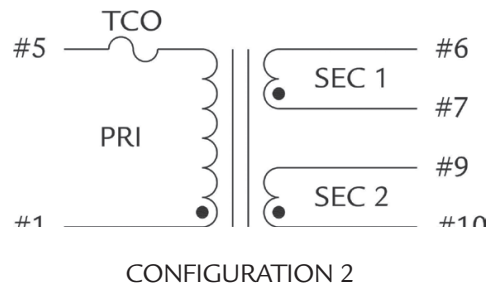 TCO
#5 #6
SEC 1
#7
PRI
#9
SEC 2
#1 #10
CONFIGURATION 2